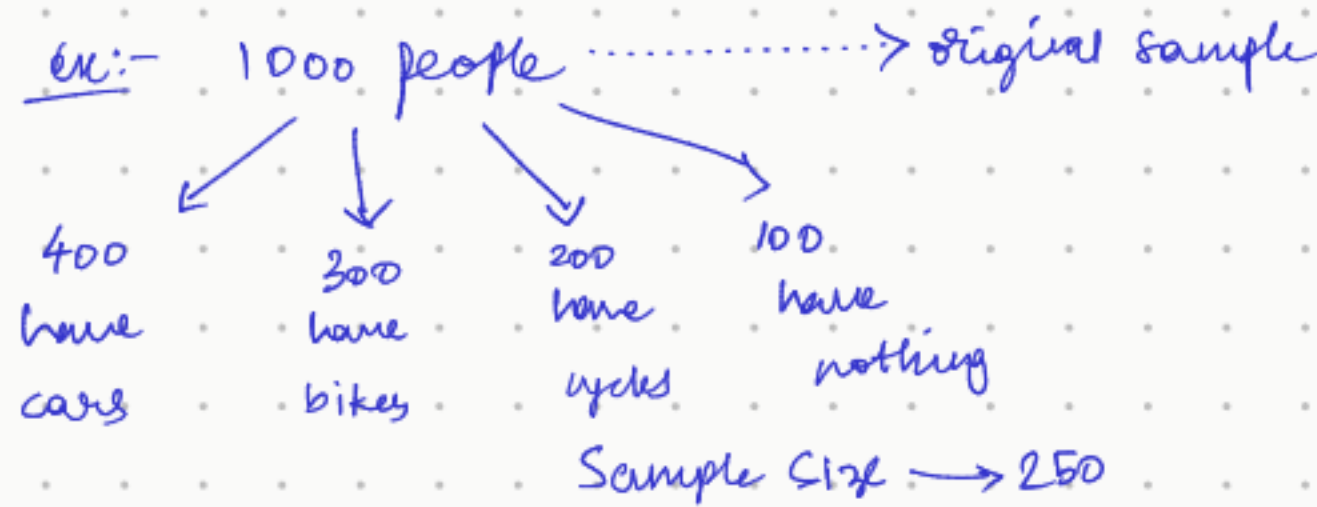 ex:- 1000 people ------> original sample
400 300 200 100
have have have have
cars bikes cycles nothing
Sample Size → 250